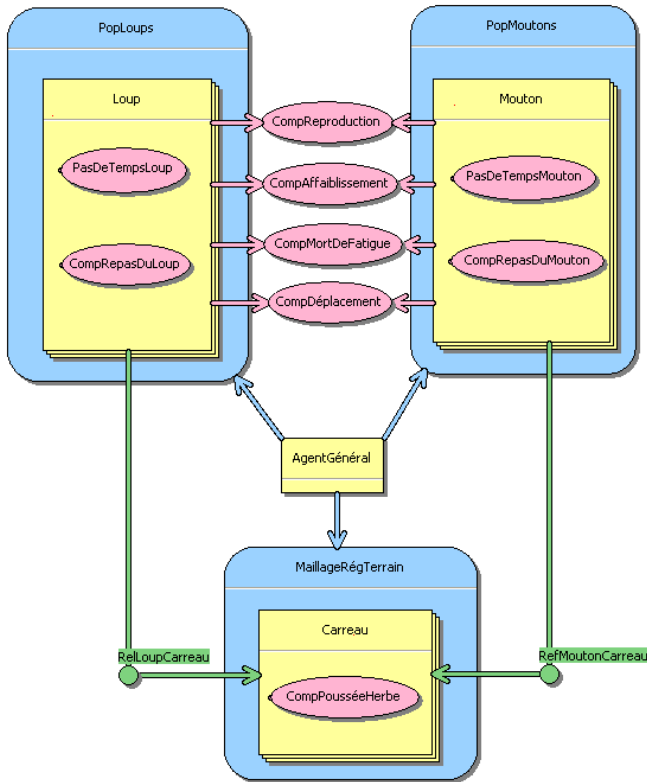 PopLoups
PopMoutons
Loup
Mouton
CompReproduction
PasDeTempsLoup
CompAffaiblissement
PasDeTempsMouton
CompRepasDuLoup
CompMortDeFatigue
CompRepasDuMouton
CompDéplacement
AgentGénéral
MaillageRégTerrain
Carreau
RelLoupCarreau
RefMoutonCarreau
CompPousséeHerbe